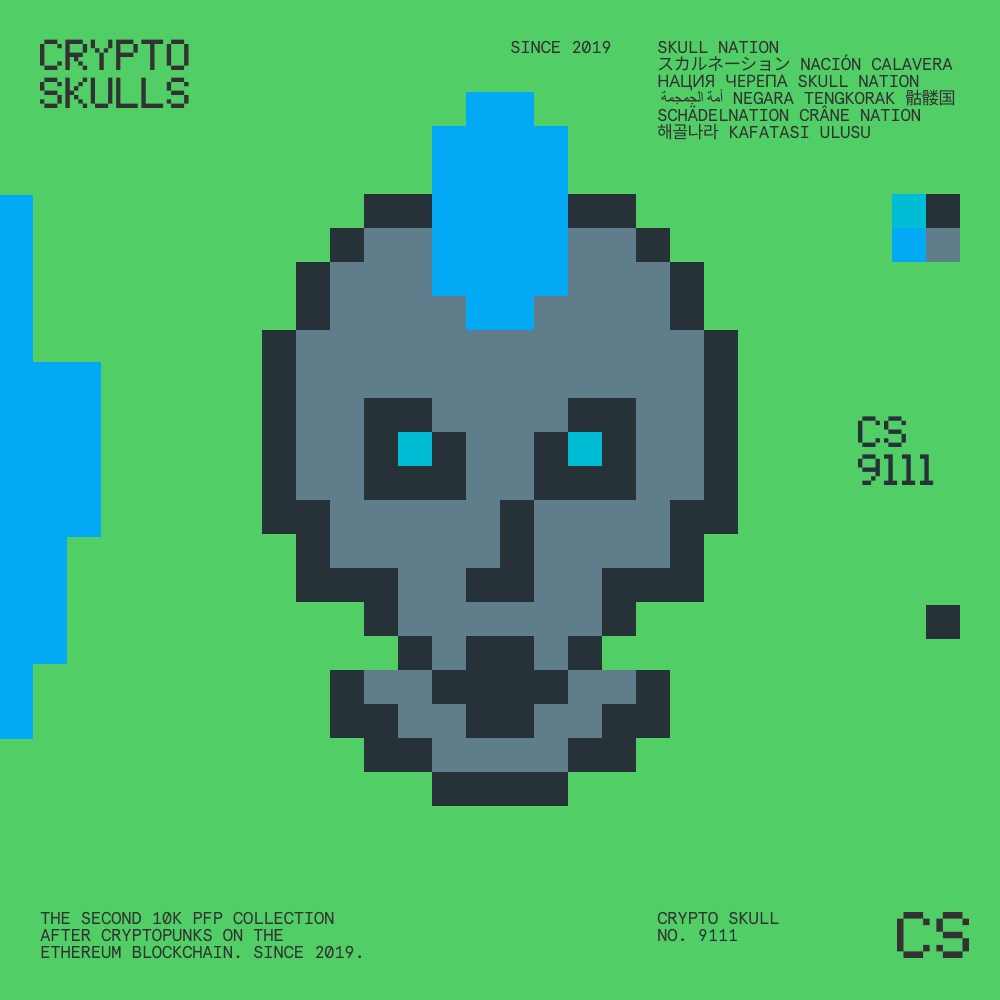 CRYPTO
SKULLS
SINCE 2019
SKULL NATION
スカルネーション NACIÓN CALAVERA
НАЦИЯ ЧЕРЕПА SKULL NATION
أمة الجمجمة NEGARA TENGKORAK 骷髅国
SCHÄDELNATION CRÂNE NATION
해골나라 KAFATASI ULUSU
CS
9111
THE SECOND 10K PFP COLLECTION
AFTER CRYPTOPUNKS ON THE
ETHEREUM BLOCKCHAIN. SINCE 2019.
CRYPTO SKULL
NO. 9111
CS